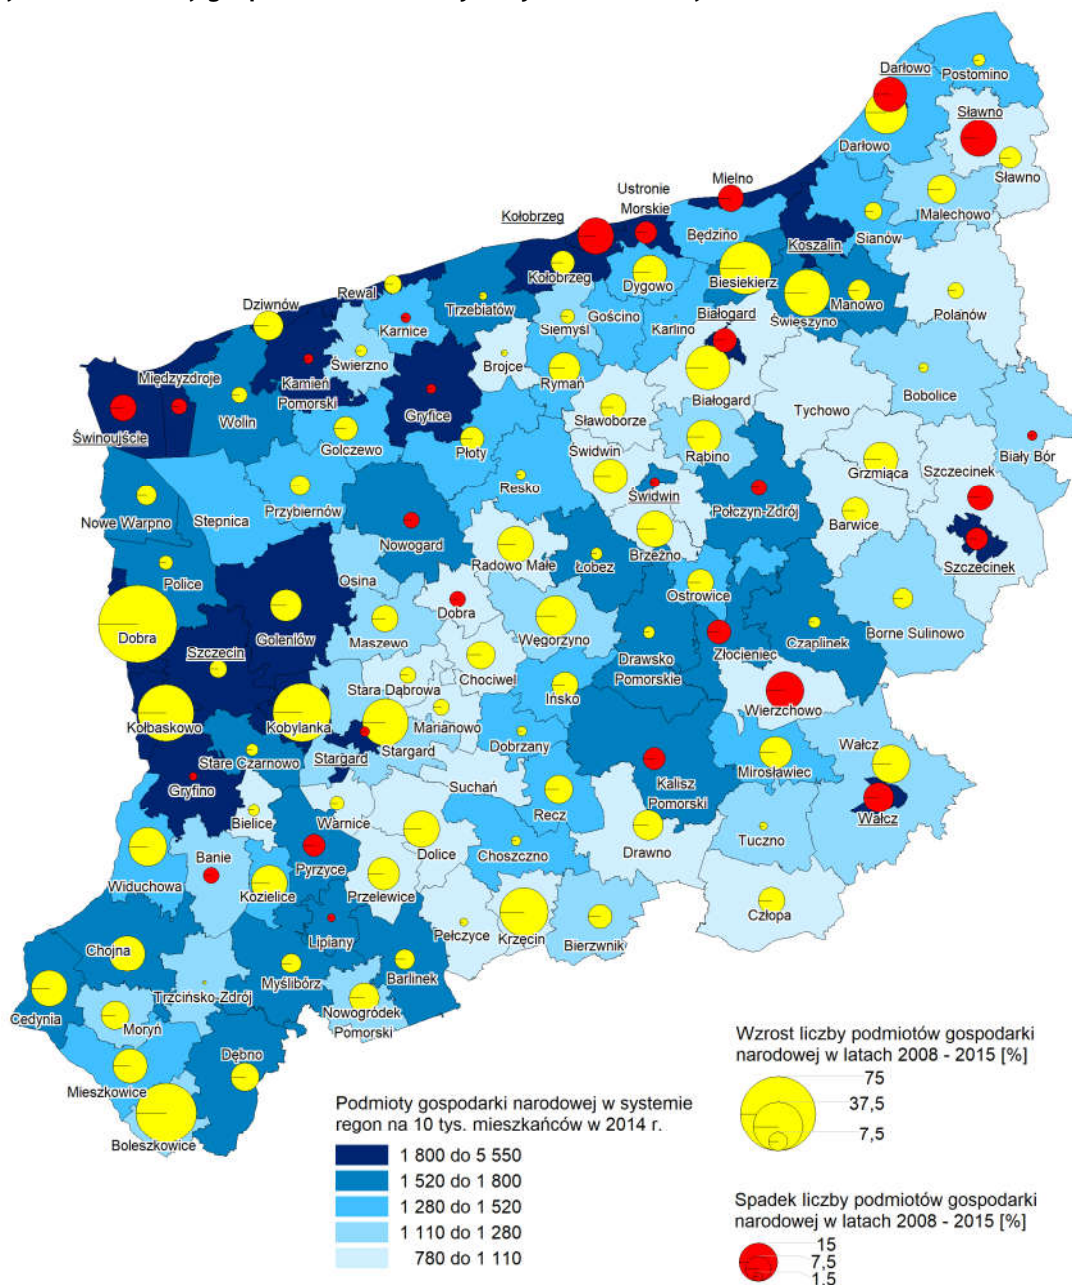 Postomino
Darłowo
Sławno
Darłowo
Sławno
Mielno
Ustronie
Morskie
Malechowo
Kołobrzeg
Będzino
Koszalin
Sianów
Kołobrzeg
Dygowo
Biesiekierz
Manowo
Rewal
Świeszyno
Polanów
Dziwnów
Trzebiatów
Karnice
Siemyśl
Gościno
Karlino
Białogard
Świerzno
Brojce
Międzyzdroje
Kamień
Pomorski
Rymań
Bobolice
Gryfice
Białogard
Tychowo
Wolin
Sławoborze
Świnoujście
Golczewo
Płoty
Świdwin
Rąbino
Biały Bór
Grzmiąca
Szczecinek
Resko
Przybiernów
Świdwin
Nowe Warpno
Stepnica
Połczyn-Zdrój
Barwice
Nowogard
Brzeżno
Radowo Małe
Łobez
Szczecinek
Osina
Police
Ostrowice
Dobra
Węgorzyno
Borne Sulinowo
Dobra
Goleniów
Maszewo
Czaplinek
Szczecin
Drawsko
Pomorskie
Złocieniec
Chociwel
Stara Dąbrowa
Ińsko
Wierzchowo
Kołbaskowo
Kobylanka
Marianowo
Stargard
Dobrzany
Wałcz
Stare Czarnowo
Stargard
Mirosławiec
Gryfino
Suchań
Kalisz
Pomorski
Bielice
Warnice
Recz
Wałcz
Tuczno
Dolice
Choszczno
Drawno
Banie
Pyrzyce
Widuchowa
Kozielice
Przelewice
Człopa
Lipiany
Pełczyce
Krzęcin
Bierzwnik
Chojna
Myślibórz
Barlinek
Trzcińsko-Zdrój
Cedynia
Moryń
Nowogródek
Pomorski
Dębno
Mieszkowice
Boleszkowice
Podmioty gospodarki narodowej w systemie
regon na 10 tys. mieszkańców w 2014 r.
1 800 do 5 550
1 520 do 1 800
1 280 do 1 520
1 110 do 1 280
780 do 1 110
Wzrost liczby podmiotów gospodarki
narodowej w latach 2008 - 2015 [%]
75
37,5
7,5
Spadek liczby podmiotów gospodarki
narodowej w latach 2008 - 2015 [%]
15
7,5
1,5